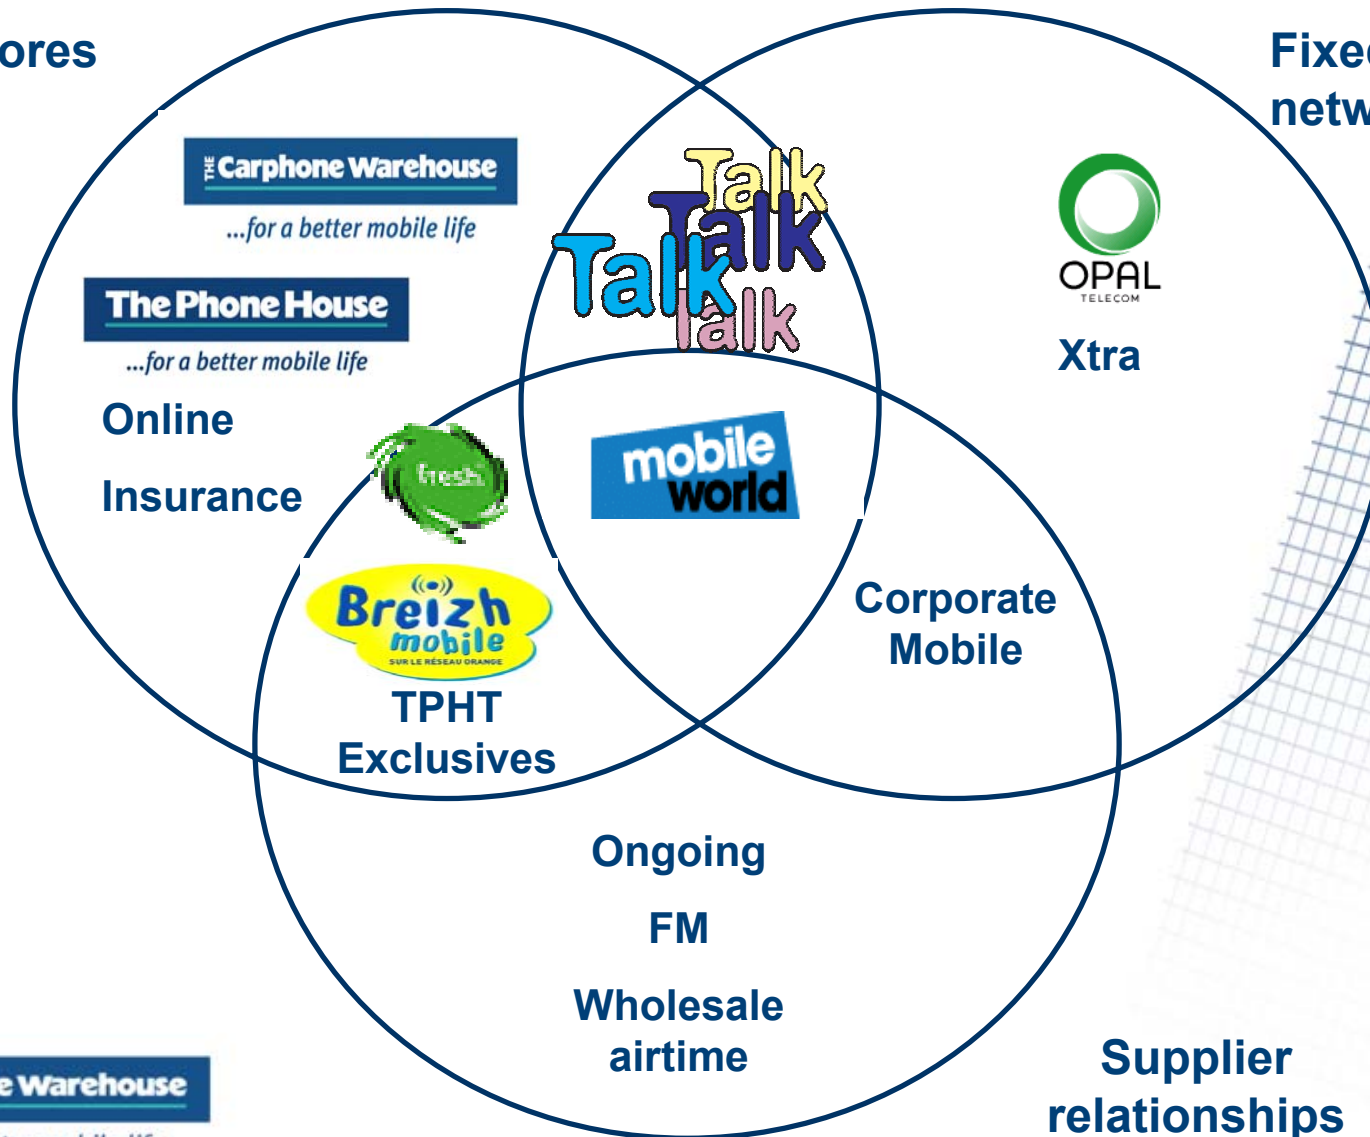 ores
Fixed
netw
THE Carphone Warehouse
...for a better mobile life
The Phone House
...for a better mobile life
Online
Insurance
Talk
Talk
Talk
Talk
OPAL
TELECOM
Xtra
fresh
mobile
world
Breizh
mobile
SUR LE RÉSEAU ORANGE
TPHT
Exclusives
Corporate
Mobile
Ongoing
FM
Wholesale
airtime
e Warehouse
Supplier
relationships